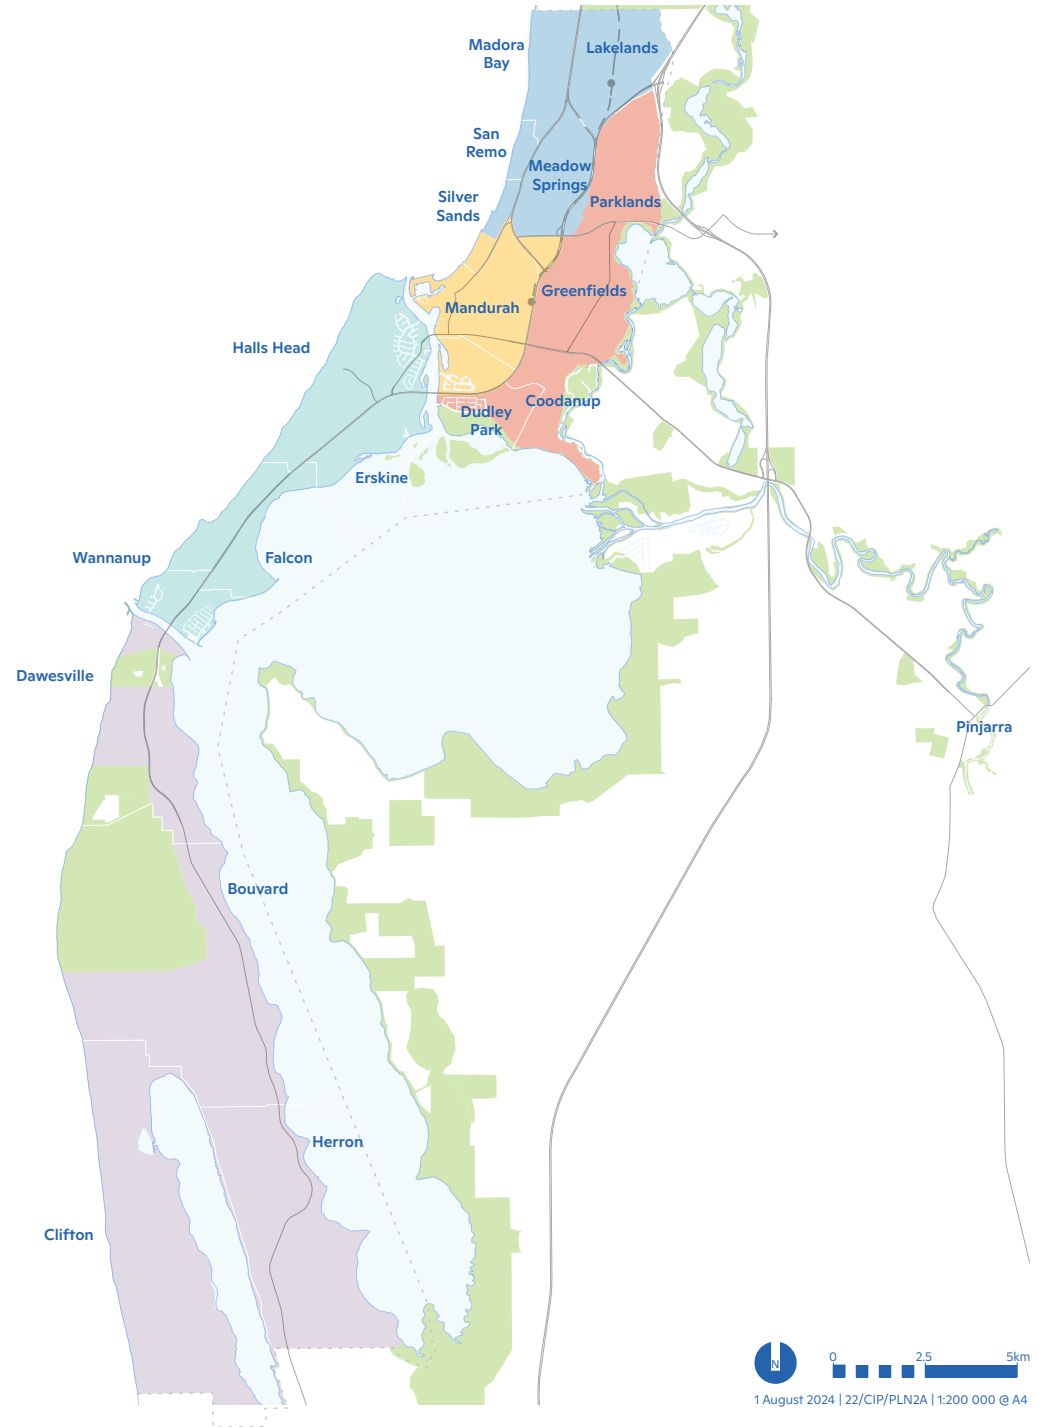 Madora
Bay
Lakelands
San
Remo
Meadow
Springs
Silver
Sands
Parklands
Greenfields
Mandurah
Halls Head
Coodanup
Dudley
Park
Erskine
Wannanup
Falcon
Dawesville
Pinjarra
Bouvard
Herron
Clifton
N
0 2.5 5km
1 August 2024 | 22/CIP/PLN2A | 1:200 000 @ A4